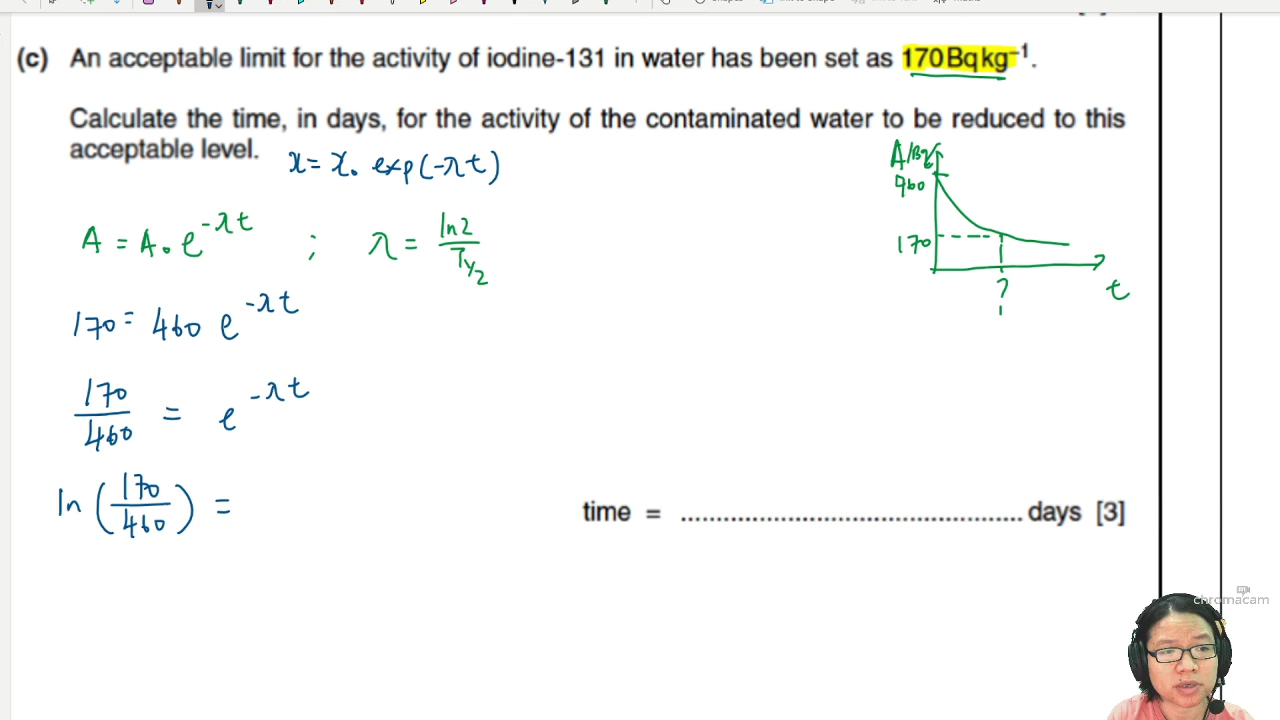 (c) An acceptable limit for the activity of iodine-131 in water has been set as 170 Bq kg⁻¹.
Calculate the time, in days, for the activity of the contaminated water to be reduced to this
acceptable level.
x = x₀ exp(-λt)
A = A₀ e^(-λt) ; λ = ln2 / T½
170 = 460 e^(-λt)
170/460 = e^(-λt)
ln (170/460) =
A/Bq
460
170
?
t
time = ................................................ days [3]
chromacam